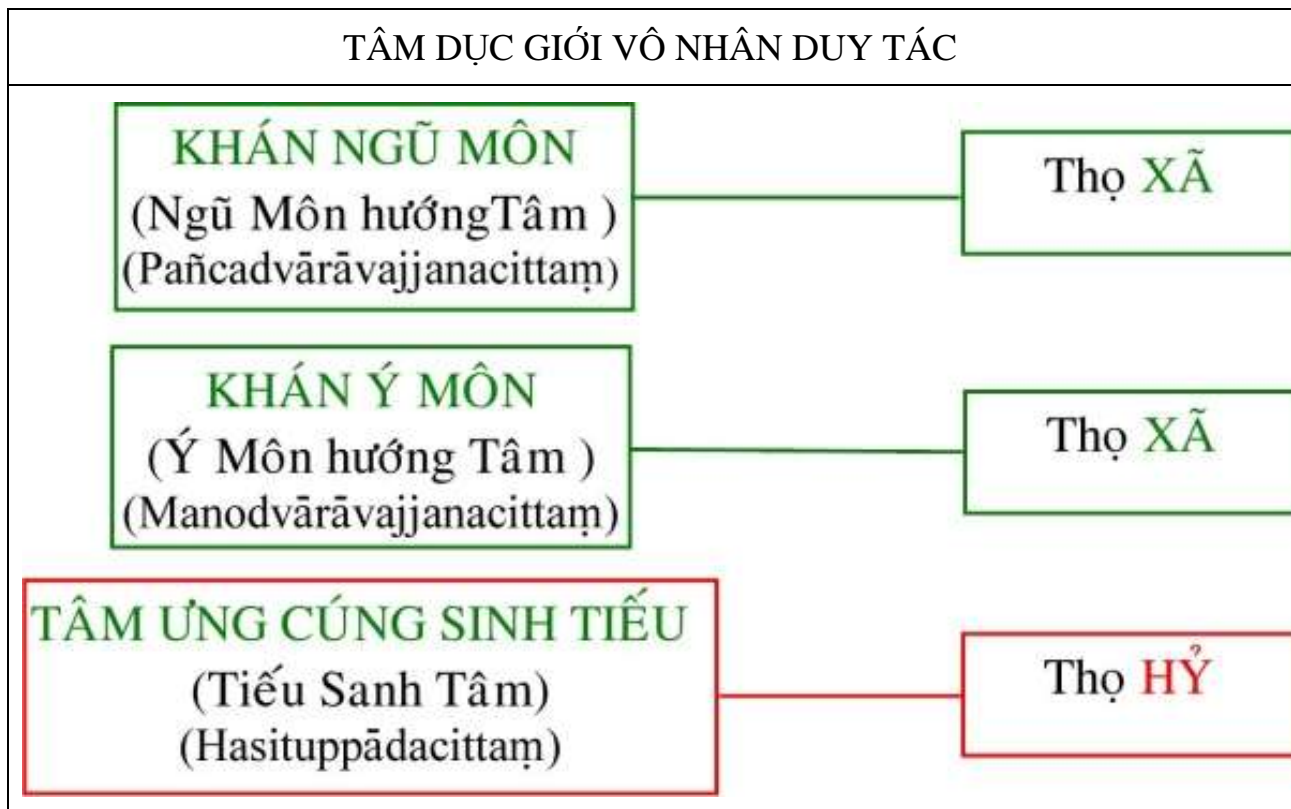 TÂM DỤC GIỚI VÔ NHÂN DUY TÁC
KHÁN NGŨ MÔN
(Ngũ Môn hướngTâm )
(Pañcadvārāvajjanacittaṃ)
Thọ XÃ
KHÁN Ý MÔN
(Ý Môn hướng Tâm )
(Manodvārāvajjanacittaṃ)
Thọ XÃ
TÂM ƯNG CÚNG SINH TIẾU
(Tiếu Sanh Tâm)
(Hasituppādacittaṃ)
Thọ HỶ